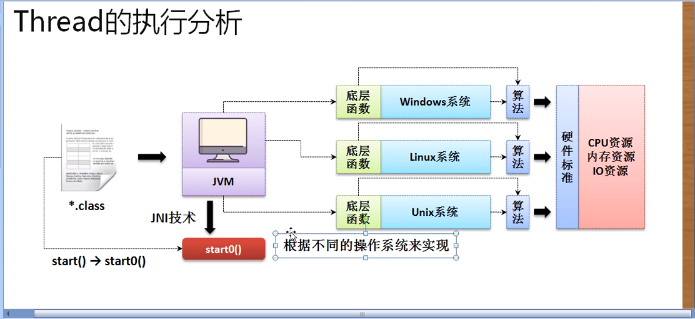 Thread的执行分析
底层
函数
Windows系统
算
法
底层
函数
Linux系统
算
法
底层
函数
Unix系统
算
法
硬
件
标
准
CPU资源
内存资源
IO资源
*.class
JVM
JNI技术
start0()
根据不同的操作系统来实现
start() → start0()